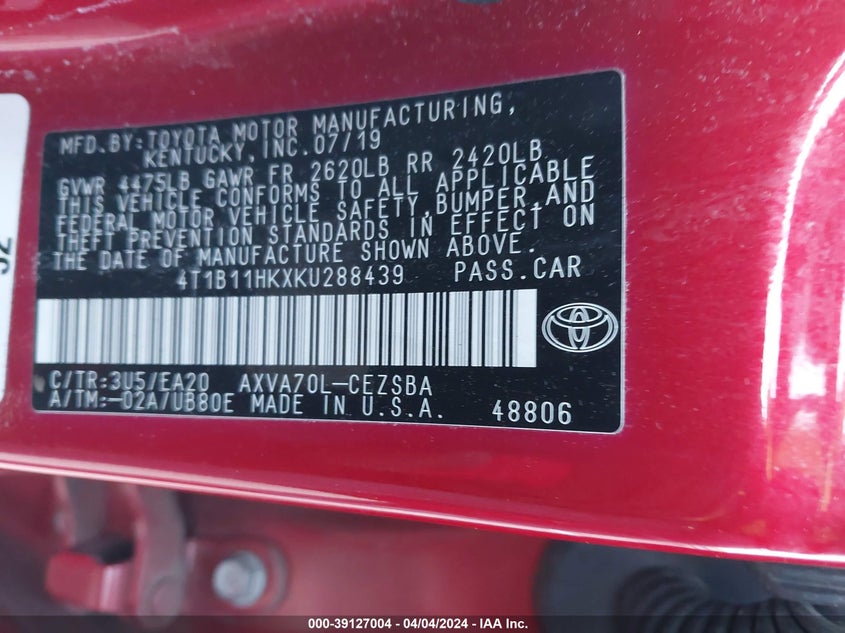 MFD.BY:TOYOTA MOTOR MANUFACTURING,
KENTUCKY,INC.07/19
GVWR 4475LB GAWR FR 2620LB RR 2420LB
THIS VEHICLE CONFORMS TO ALL APPLICABLE
FEDERAL MOTOR VEHICLE SAFETY,BUMPER,AND
THEFT PREVENTION STANDARDS IN EFFECT ON
THE DATE OF MANUFACTURE SHOWN ABOVE.
4T1B11HKXKU288439 PASS.CAR
C/TR:3U5/EA20 AXVA70L-CEZSBA
A/TM:-02A/UB80E MADE IN U.S.A. 48806
000-39127004 - 04/04/2024 - IAA Inc.